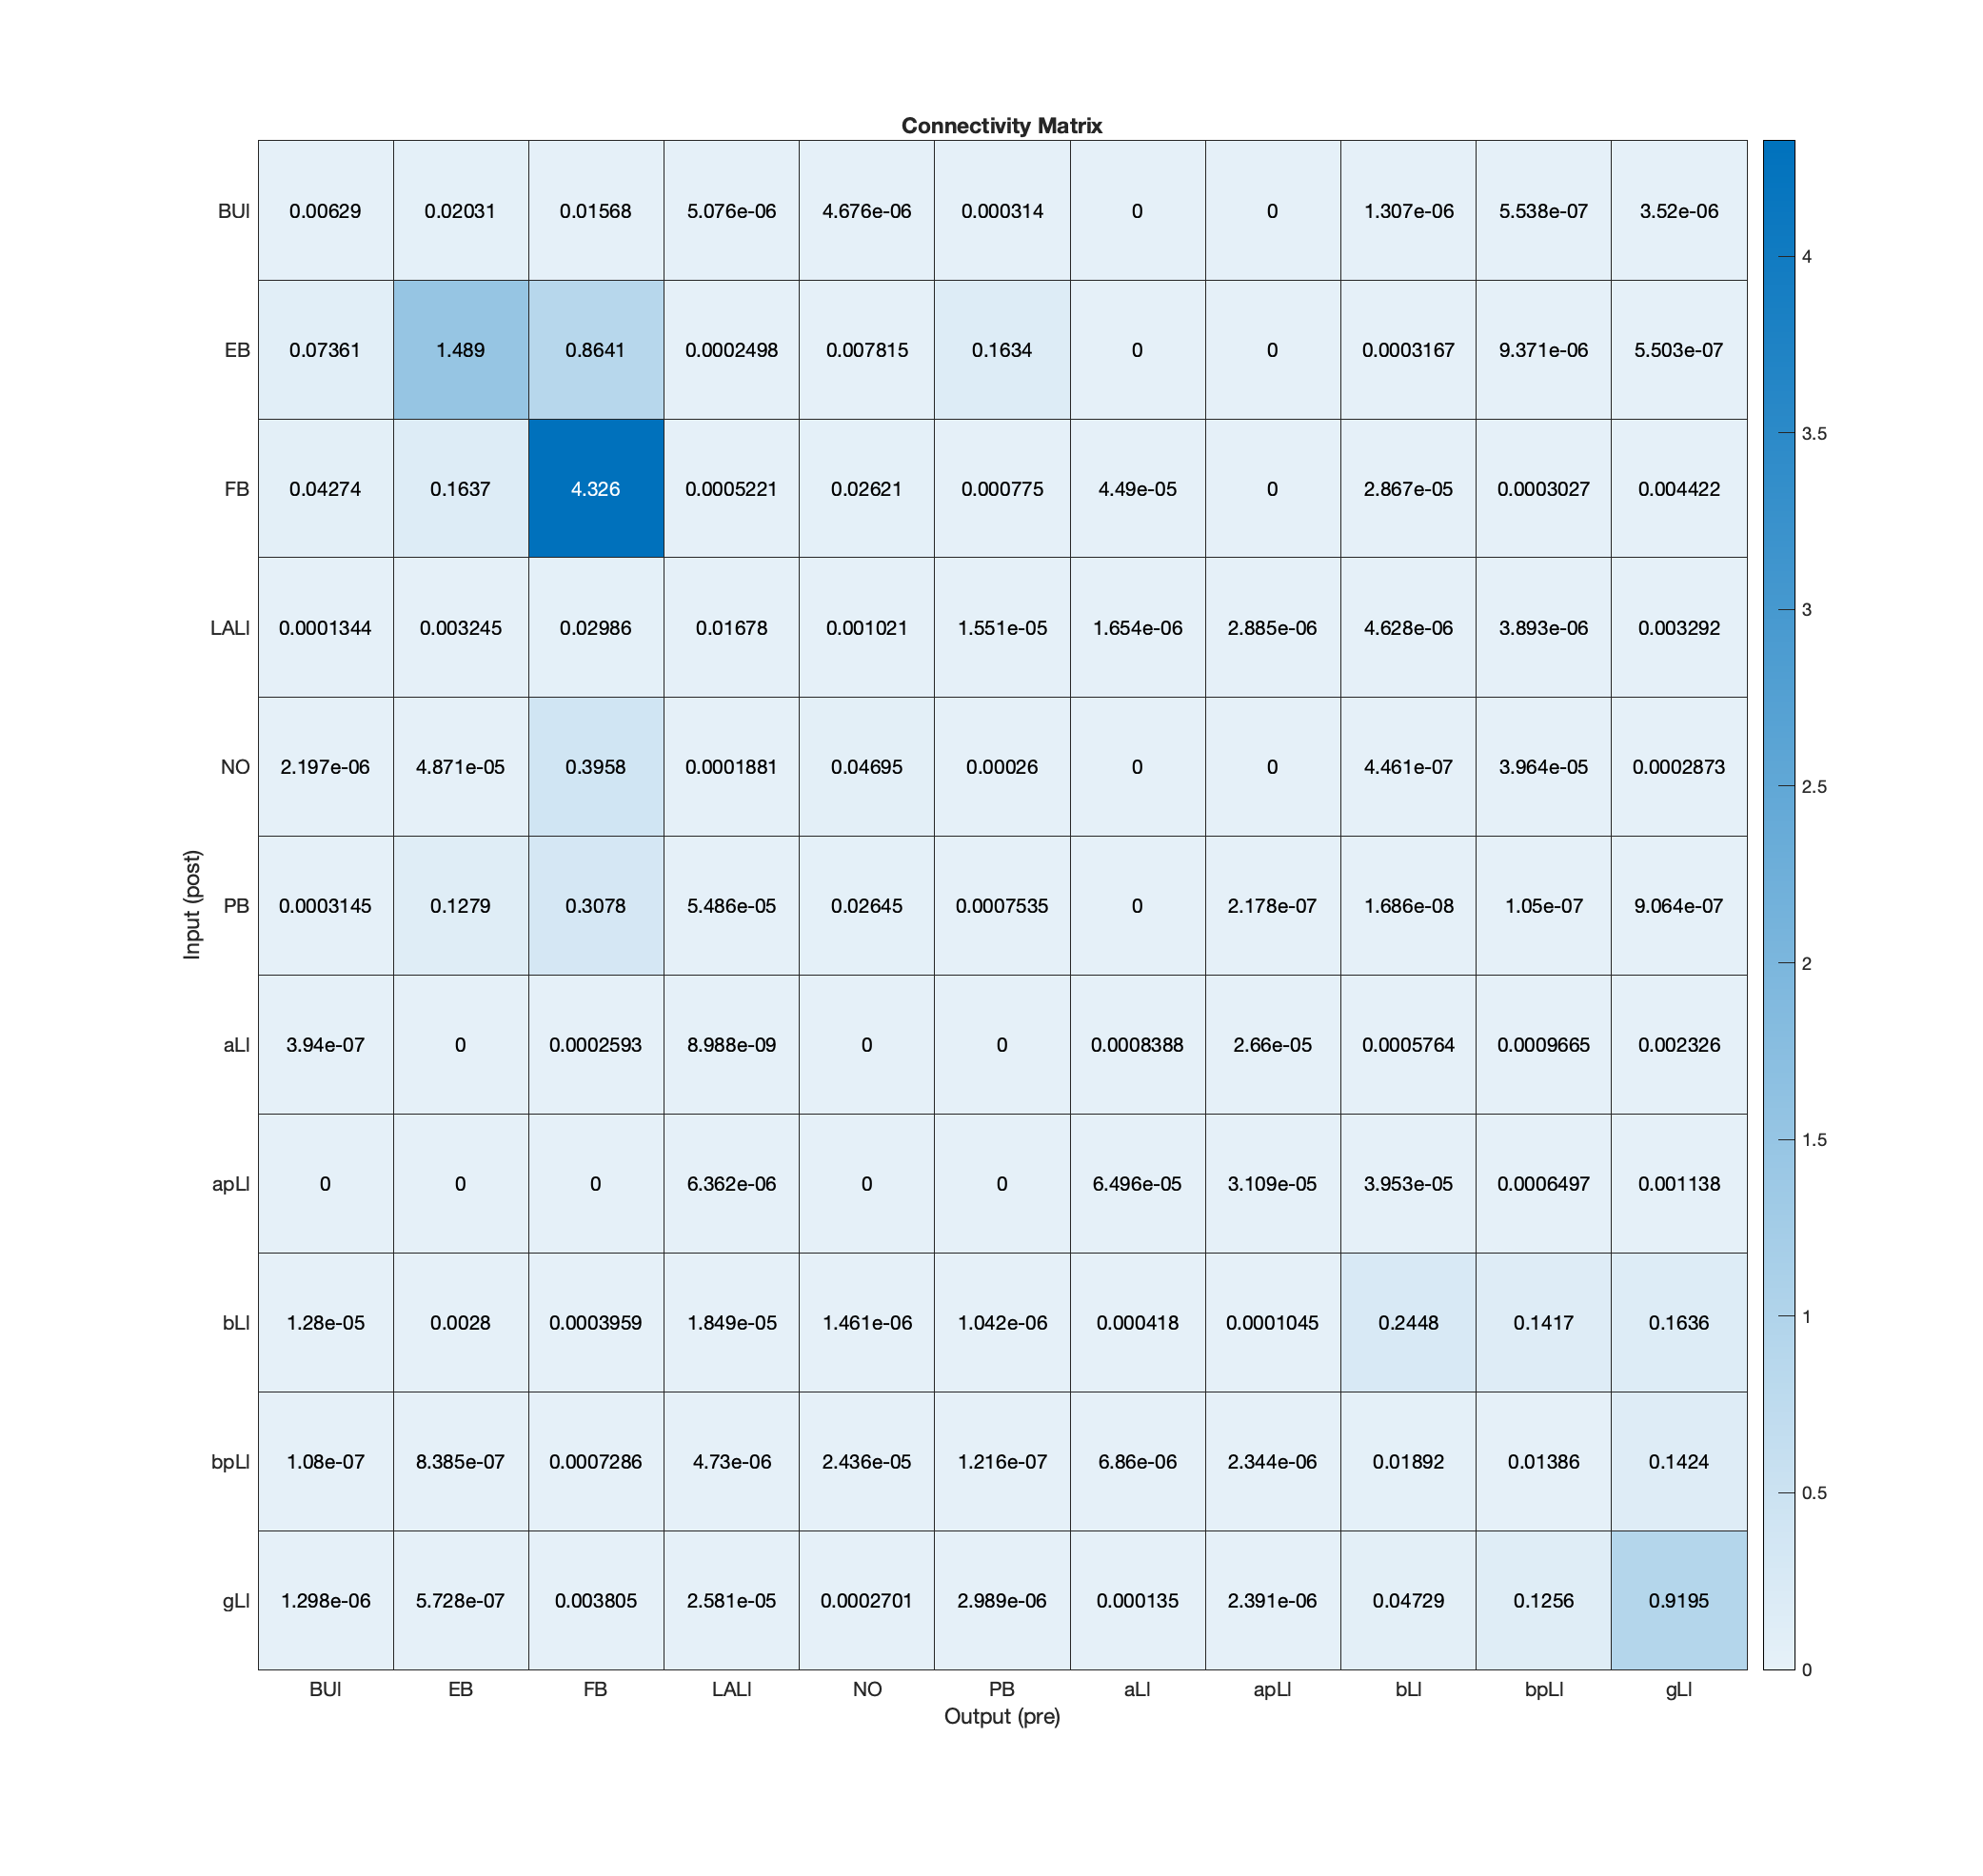 Connectivity Matrix
BUl 0.00629 0.02031 0.01568 5.076e-06 4.676e-06 0.000314 0 0 1.307e-06 5.538e-07 3.52e-06
EB 0.07361 1.489 0.8641 0.0002498 0.007815 0.1634 0 0 0.0003167 9.371e-06 5.503e-07
FB 0.04274 0.1637 4.326 0.0005221 0.02621 0.000775 4.49e-05 0 2.867e-05 0.0003027 0.004422
LALl 0.0001344 0.003245 0.02986 0.01678 0.001021 1.551e-05 1.654e-06 2.885e-06 4.628e-06 3.893e-06 0.003292
NO 2.197e-06 4.871e-05 0.3958 0.0001881 0.04695 0.00026 0 0 4.461e-07 3.964e-05 0.0002873
PB 0.0003145 0.1279 0.3078 5.486e-05 0.02645 0.0007535 0 2.178e-07 1.686e-08 1.05e-07 9.064e-07
aLl 3.94e-07 0 0.0002593 8.988e-09 0 0 0.0008388 2.66e-05 0.0005764 0.0009665 0.002326
apLl 0 0 0 6.362e-06 0 0 6.496e-05 3.109e-05 3.953e-05 0.0006497 0.001138
bLl 1.28e-05 0.0028 0.0003959 1.849e-05 1.461e-06 1.042e-06 0.000418 0.0001045 0.2448 0.1417 0.1636
bpLl 1.08e-07 8.385e-07 0.0007286 4.73e-06 2.436e-05 1.216e-07 6.86e-06 2.344e-06 0.01892 0.01386 0.1424
gLl 1.298e-06 5.728e-07 0.003805 2.581e-05 0.0002701 2.989e-06 0.000135 2.391e-06 0.04729 0.1256 0.9195
BUl EB FB LALl NO PB aLl apLl bLl bpLl gLl
Output (pre)
Input (post)
4
3.5
3
2.5
2
1.5
1
0.5
0